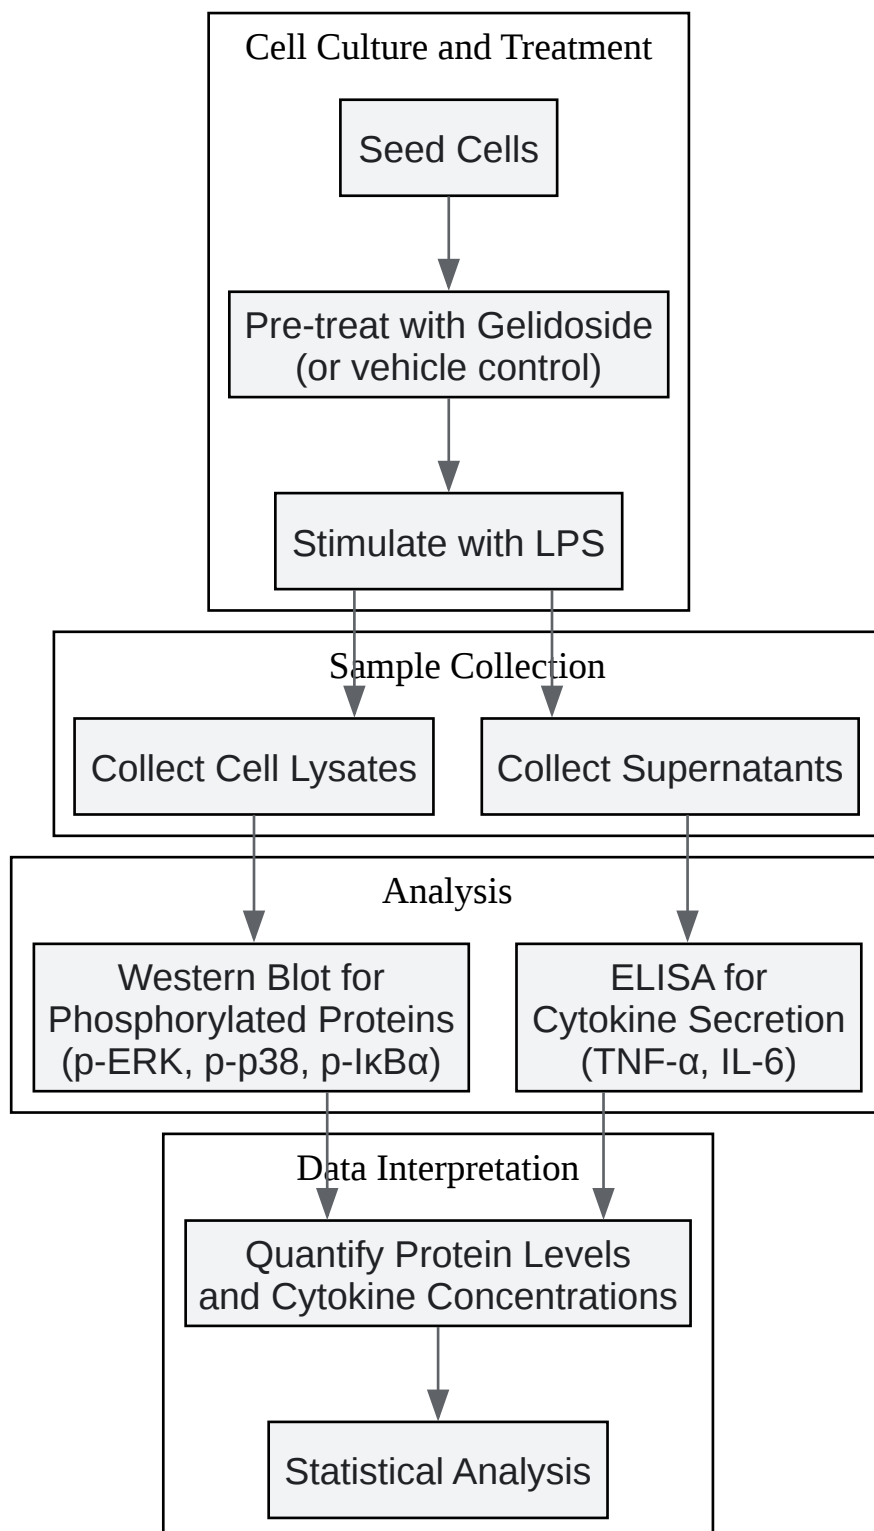 Cell Culture and Treatment
Seed Cells
Pre-treat with Gelidoside
(or vehicle control)
Stimulate with LPS
Sample Collection
Collect Cell Lysates
Collect Supernatants
Analysis
Western Blot for
Phosphorylated Proteins
(p-ERK, p-p38, p-IκBα)
ELISA for
Cytokine Secretion
(TNF-α, IL-6)
Data Interpretation
Quantify Protein Levels
and Cytokine Concentrations
Statistical Analysis